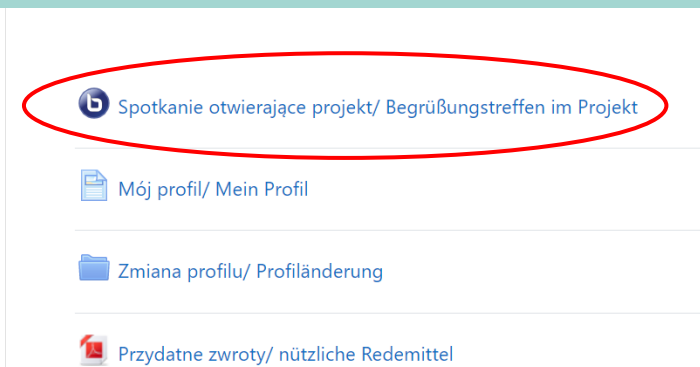 Spotkanie otwierające projekt/ Begrüßungstreffen im Projekt
Mój profil/ Mein Profil
Zmiana profilu/ Profiländerung
Przydatne zwroty/ nützliche Redemittel